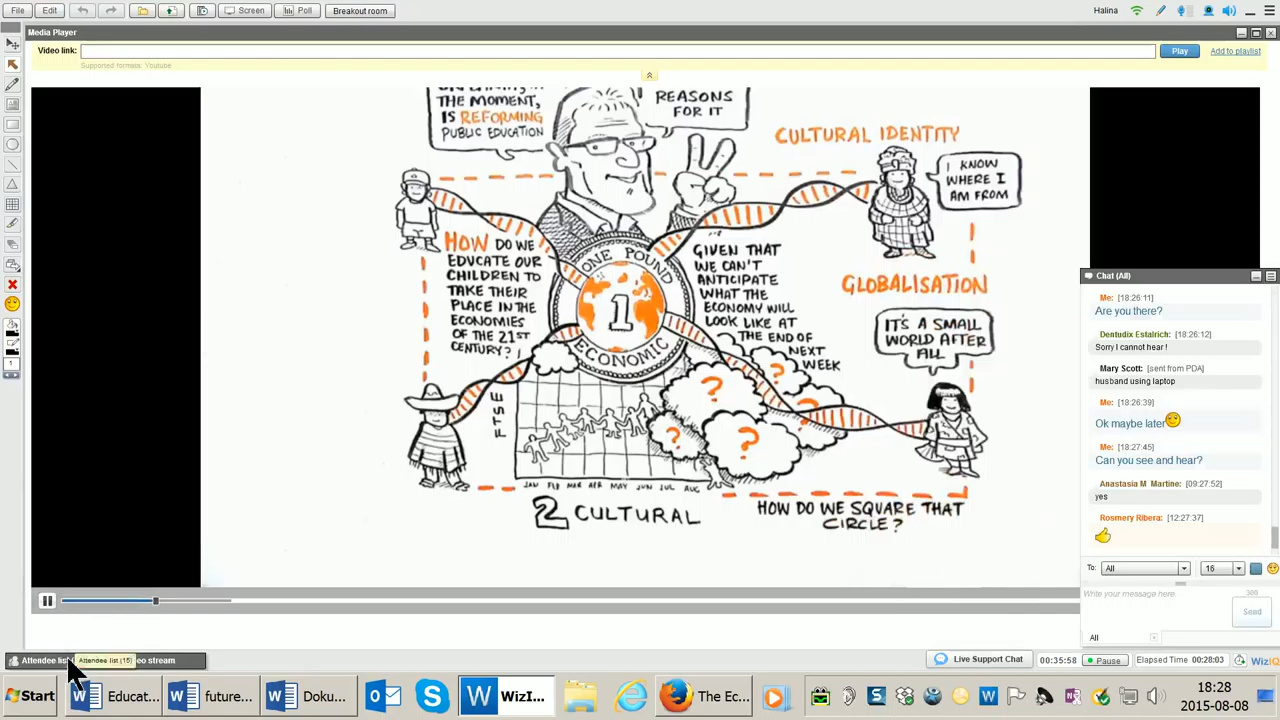 File
Edit
Screen
Poll
Breakout room
Halina
Media Player
Video link:
Play
Add to playlist
Supported formats: Youtube
THE MOMENT,
IS REFORMING
PUBLIC EDUCATION
REASONS
FOR IT
CULTURAL IDENTITY
I KNOW
WHERE I
AM FROM
HOW DO WE
EDUCATE OUR
CHILDREN TO
TAKE THEIR
PLACE IN THE
ECONOMIES
OF THE 21ST
CENTURY?
ONE POUND
1
ECONOMIC
GIVEN THAT
WE CAN'T
ANTICIPATE
WHAT THE
ECONOMY WILL
LOOK LIKE AT
THE END OF
NEXT
WEEK
GLOBALISATION
IT'S A SMALL
WORLD AFTER
ALL
FTSE
? ? ? ? ?
JAN FEB MAR APR MAY JUN JUL AUG
2 CULTURAL
HOW DO WE SQUARE THAT
CIRCLE?
Chat (All)
Me: [18:26:11]
Are you there?
Dentudix Estalrich: [18:26:12]
Sorry I cannot hear !
Mary Scott: [sent from PDA]
husband using laptop
Me: [18:26:39]
Ok maybe later
Me: [18:27:45]
Can you see and hear?
Anastasia M Martine: [09:27:52]
yes
Rosmery Ribera: [12:27:37]
To: All 16
Write your message here.
300
Send
All
1
Attendee list
Attendee list (15)
eo stream
Live Support Chat
00:35:58
Pause
Elapsed Time 00:28:03
WizIQ
Start
Educat...
future...
Doku...
WizI...
The Ec...
18:28
2015-08-08